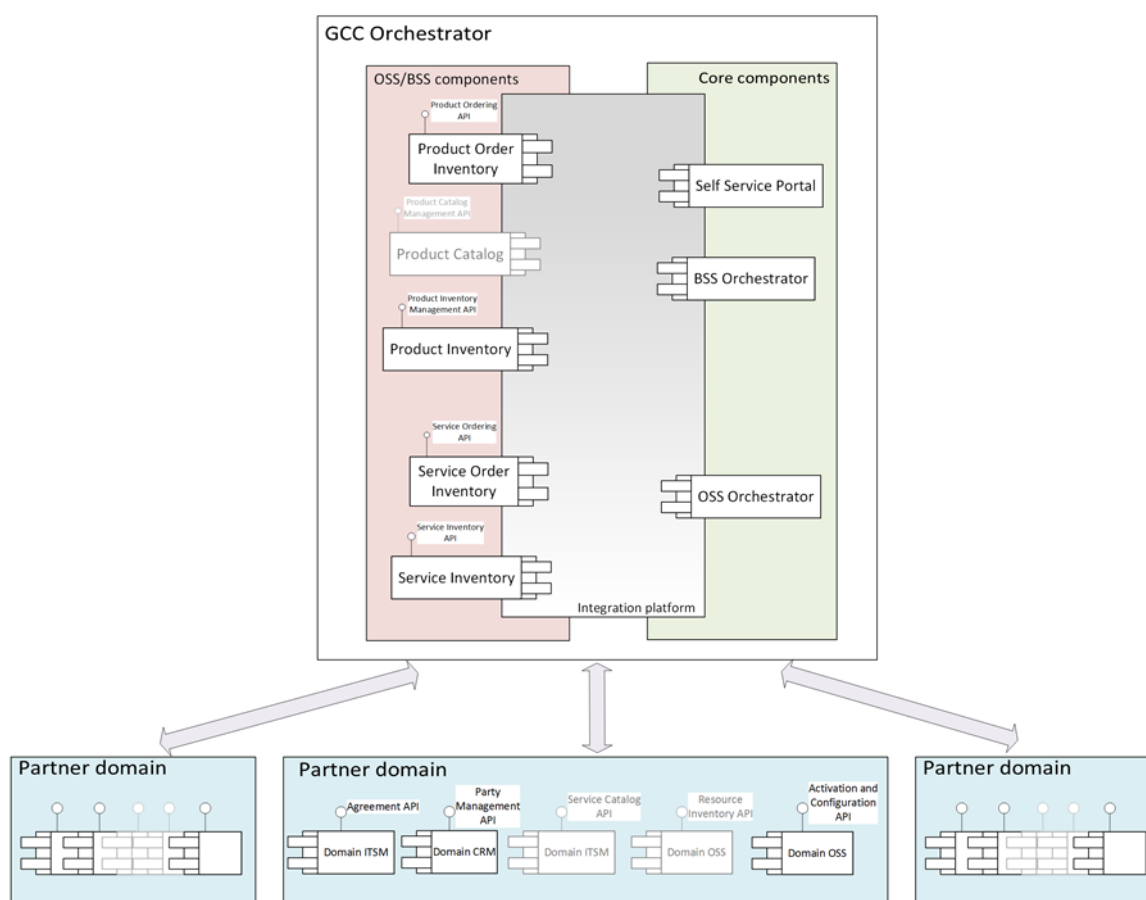 GCC Orchestrator
OSS/BSS components
Core components
Product Ordering
API
Product Order
Inventory
Self Service Portal
Product Catalog
Management API
Product Catalog
BSS Orchestrator
Product Inventory
Management API
Product Inventory
Service Ordering
API
Service Order
Inventory
OSS Orchestrator
Service Inventory
API
Service Inventory
Integration platform
Partner domain
Partner domain
Agreement API
Party
Management
API
Service Catalog
API
Resource
Inventory API
Activation and
Configuration
API
Domain ITSM
Domain CRM
Domain ITSM
Domain OSS
Domain OSS
Partner domain